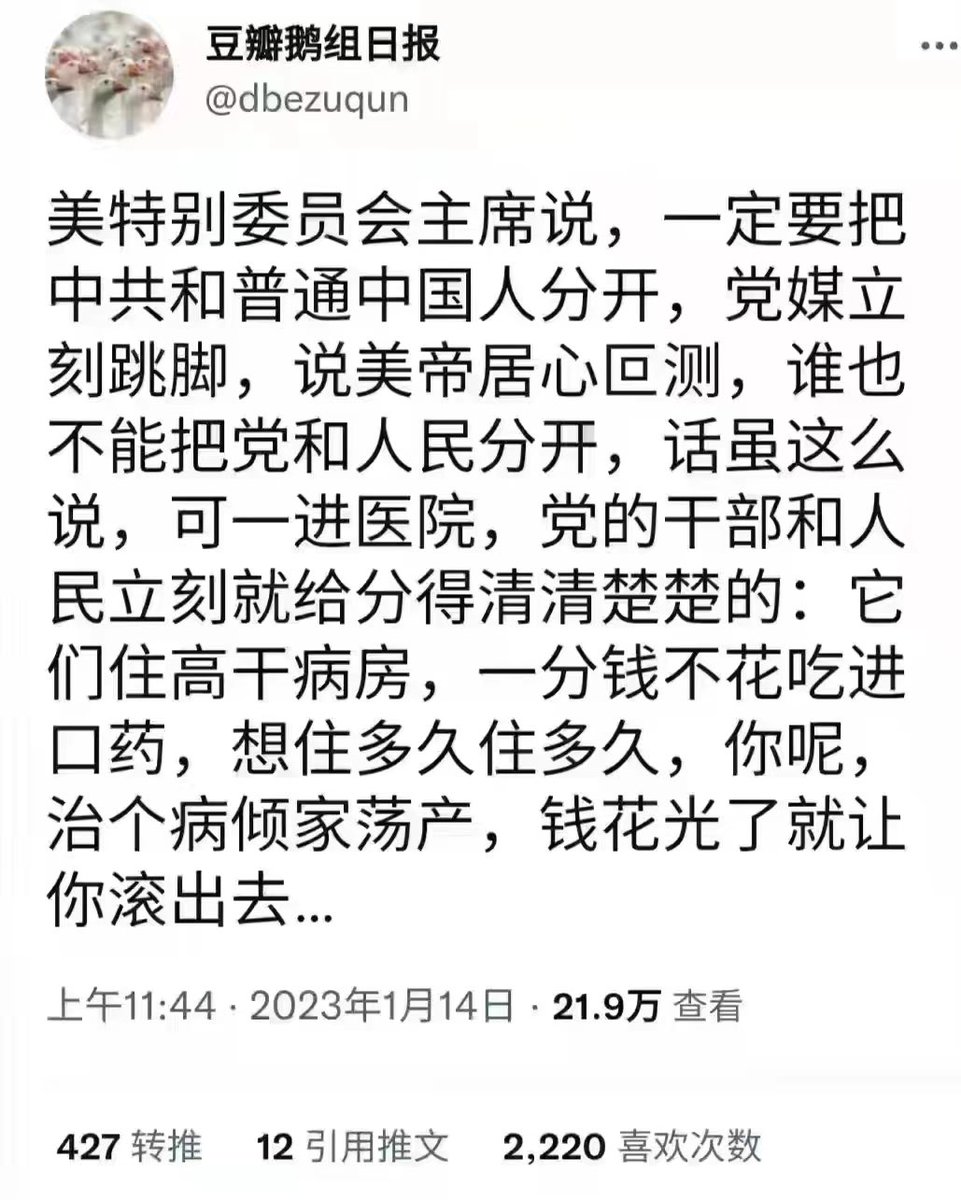 豆瓣鹅组日报
@dbezuqun
美特别委员会主席说，一定要把
中共和普通中国人分开，党媒立
刻跳脚，说美帝居心叵测，谁也
不能把党和人民分开，话虽这么
说，可一进医院，党的干部和人
民立刻就给分得清清楚楚的：它
们住高干病房，一分钱不花吃进
口药，想住多久住多久，你呢，
治个病倾家荡产，钱花光了就让
你滚出去...
上午11:44 · 2023年1月14日 · 21.9万 查看
427 转推 12 引用推文 2,220 喜欢次数